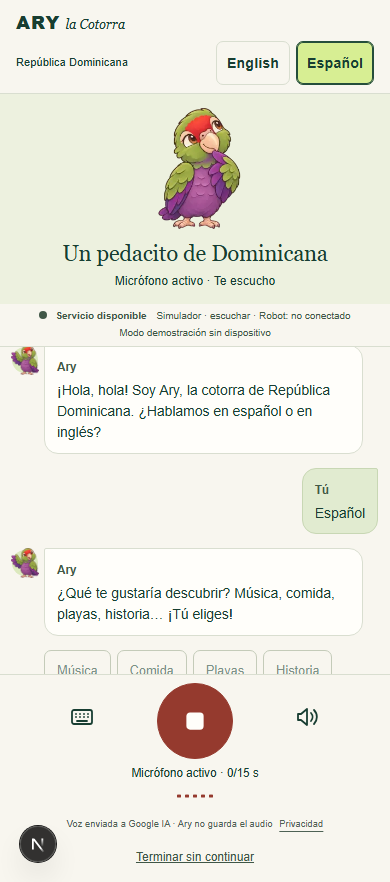 ARY la Cotorra
República Dominicana
English
Español
Un pedacito de Dominicana
Micrófono activo · Te escucho
Servicio disponible Simulador · escuchar · Robot: no conectado
Modo demostración sin dispositivo
Ary
¡Hola, hola! Soy Ary, la cotorra de República
Dominicana. ¿Hablamos en español o en
inglés?
Tú
Español
Ary
¿Qué te gustaría descubrir? Música, comida,
playas, historia… ¡Tú eliges!
Música Comida Playas Historia
Micrófono activo · 0/15 s
Voz enviada a Google IA · Ary no guarda el audio Privacidad
N
Terminar sin continuar